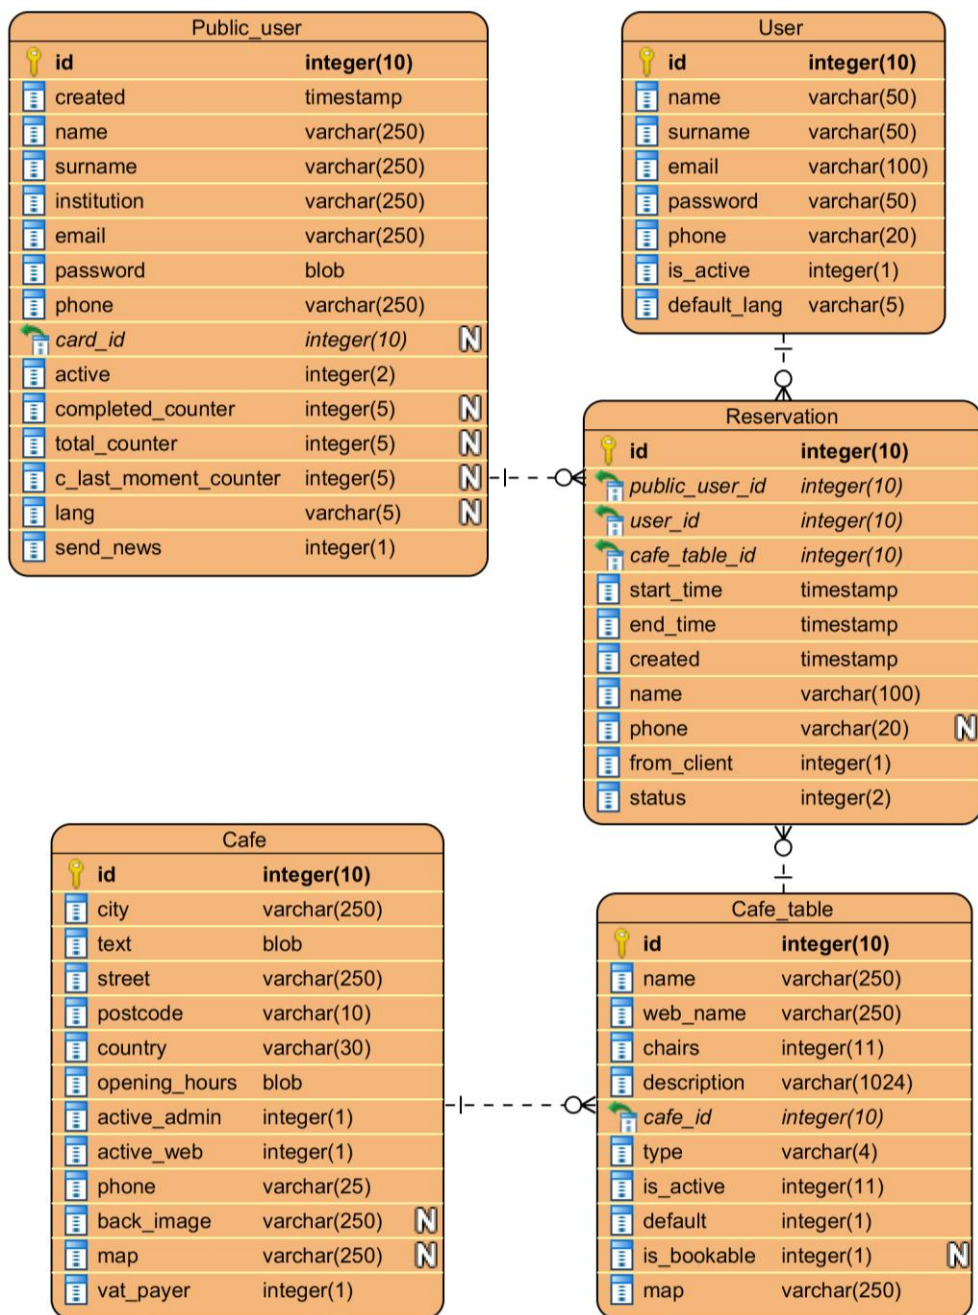 Public_user
id integer(10)
created timestamp
name varchar(250)
surname varchar(250)
institution varchar(250)
email varchar(250)
password blob
phone varchar(250)
card_id integer(10) N
active integer(2)
completed_counter integer(5) N
total_counter integer(5) N
c_last_moment_counter integer(5) N
lang varchar(5) N
send_news integer(1)
User
id integer(10)
name varchar(50)
surname varchar(50)
email varchar(100)
password varchar(50)
phone varchar(20)
is_active integer(1)
default_lang varchar(5)
Reservation
id integer(10)
public_user_id integer(10)
user_id integer(10)
cafe_table_id integer(10)
start_time timestamp
end_time timestamp
created timestamp
name varchar(100)
phone varchar(20) N
from_client integer(1)
status integer(2)
Cafe
id integer(10)
city varchar(250)
text blob
street varchar(250)
postcode varchar(10)
country varchar(30)
opening_hours blob
active_admin integer(1)
active_web integer(1)
phone varchar(25)
back_image varchar(250) N
map varchar(250) N
vat_payer integer(1)
Cafe_table
id integer(10)
name varchar(250)
web_name varchar(250)
chairs integer(11)
description varchar(1024)
cafe_id integer(10)
type varchar(4)
is_active integer(11)
default integer(1)
is_bookable integer(1) N
map varchar(250)